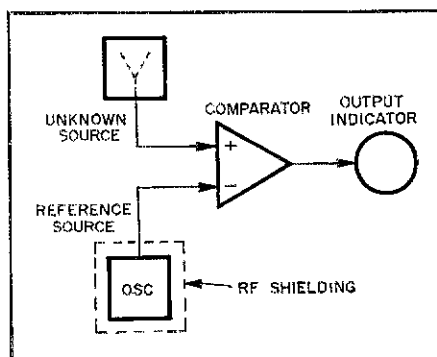 COMPARATOR
OUTPUT
INDICATOR
UNKNOWN
SOURCE
+
−
REFERENCE
SOURCE
OSC
RF SHIELDING